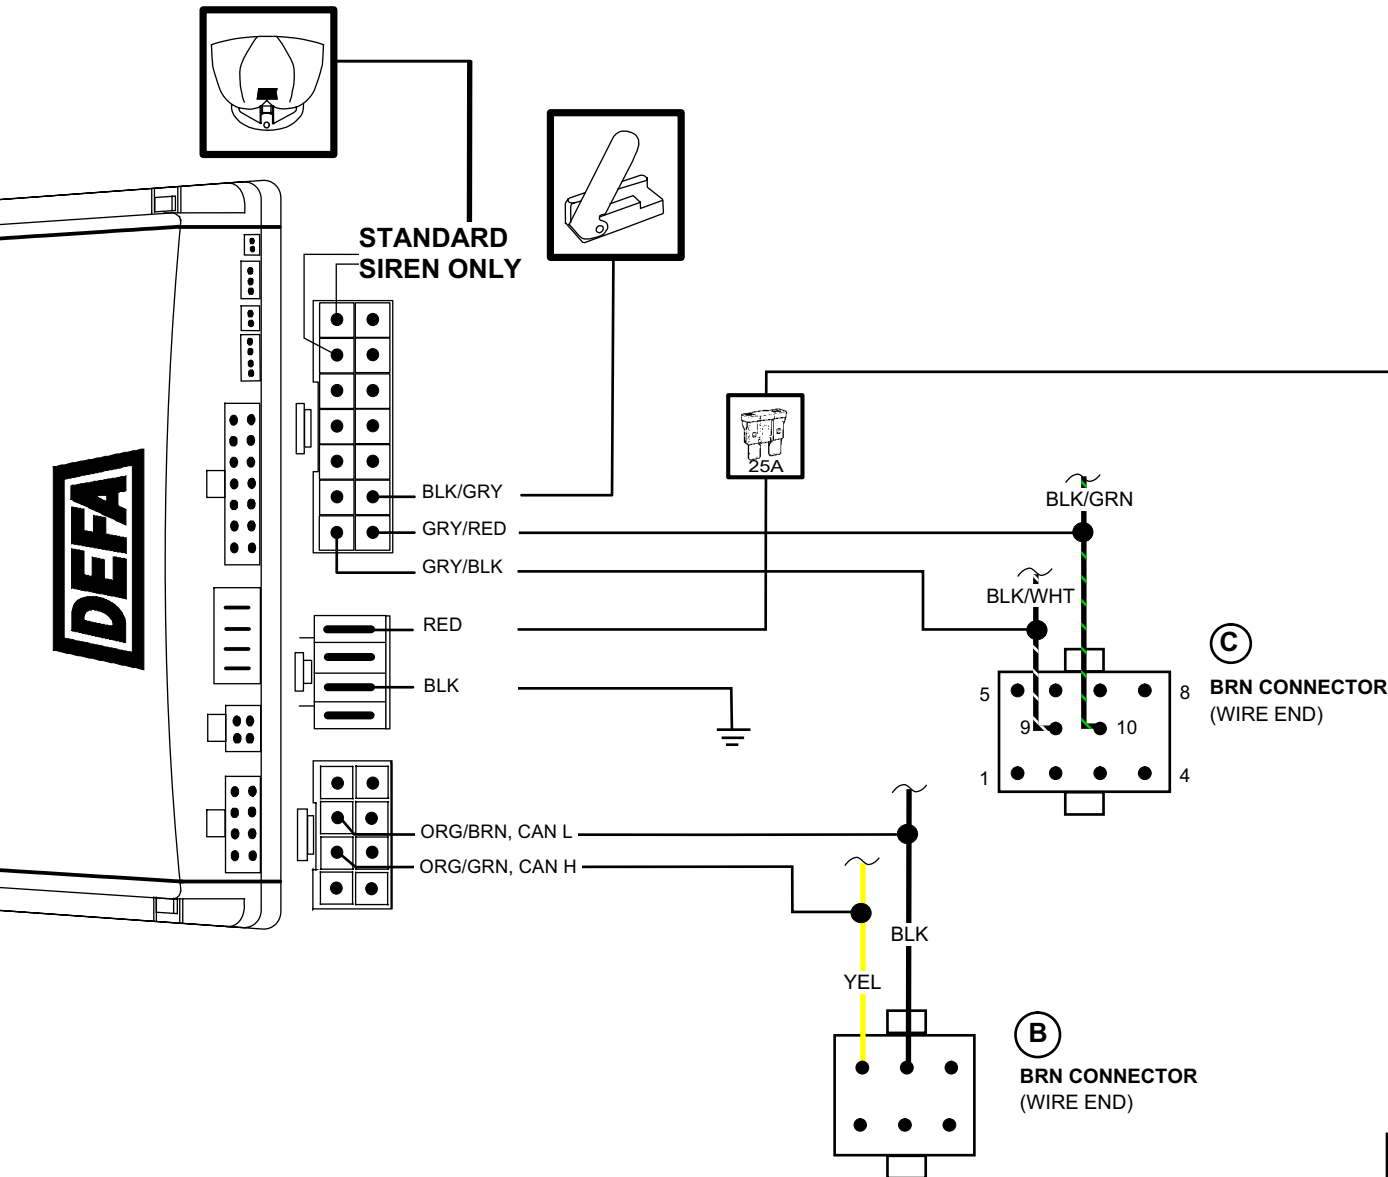 STANDARD
SIREN ONLY
25A
BLK/GRY
GRY/RED
GRY/BLK
RED
BLK
BLK/GRN
BLK/WHT
DEFA
C
BRN CONNECTOR
(WIRE END)
5
8
9
10
1
4
ORG/BRN, CAN L
ORG/GRN, CAN H
BLK
YEL
B
BRN CONNECTOR
(WIRE END)